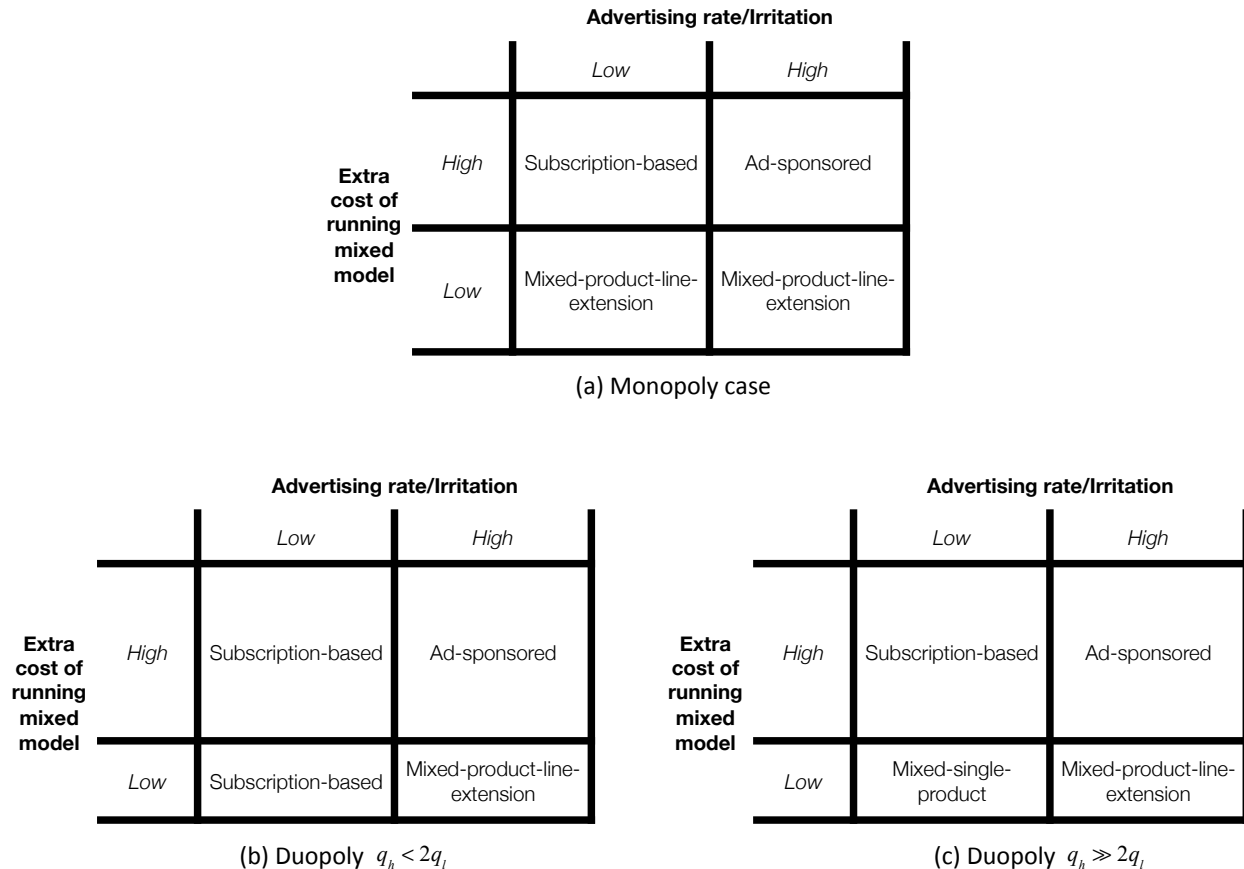 Advertising rate/Irritation
Low
High
Extra
cost of
running
mixed
model
High
Subscription-based
Ad-sponsored
Low
Mixed-product-line-
extension
Mixed-product-line-
extension
(a) Monopoly case
Advertising rate/Irritation
Low
High
Extra
cost of
running
mixed
model
High
Subscription-based
Ad-sponsored
Low
Subscription-based
Mixed-product-line-
extension
(b) Duopoly q_h < 2q_l
Advertising rate/Irritation
Low
High
Extra
cost of
running
mixed
model
High
Subscription-based
Ad-sponsored
Low
Mixed-single-
product
Mixed-product-line-
extension
(c) Duopoly q_h ≫ 2q_l